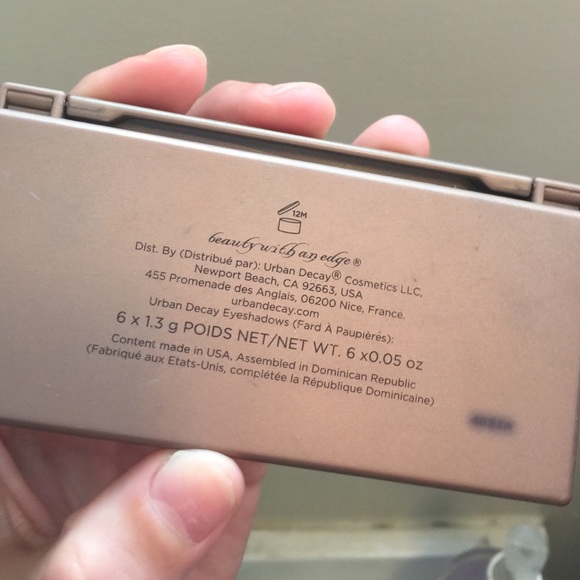 12M
beauty with an edge®
Dist. By (Distribué par): Urban Decay® Cosmetics LLC,
Newport Beach, CA 92663, USA
455 Promenade des Anglais, 06200 Nice, France.
urbandecay.com
Urban Decay Eyeshadows (Fard À Paupières):
6 x 1.3 g POIDS NET/NET WT. 6 x0.05 oz
Content made in USA, Assembled in Dominican Republic
(Fabriqué aux Etats-Unis, complétée la République Dominicaine)